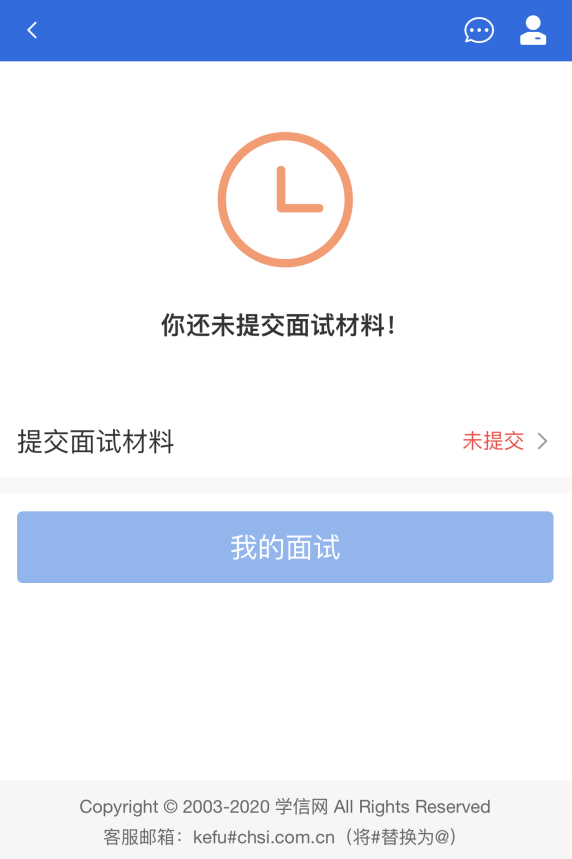 你还未提交面试材料!
提交面试材料 未提交
我的面试
Copyright © 2003-2020 学信网 All Rights Reserved
客服邮箱：kefu#chsi.com.cn（将#替换为@）